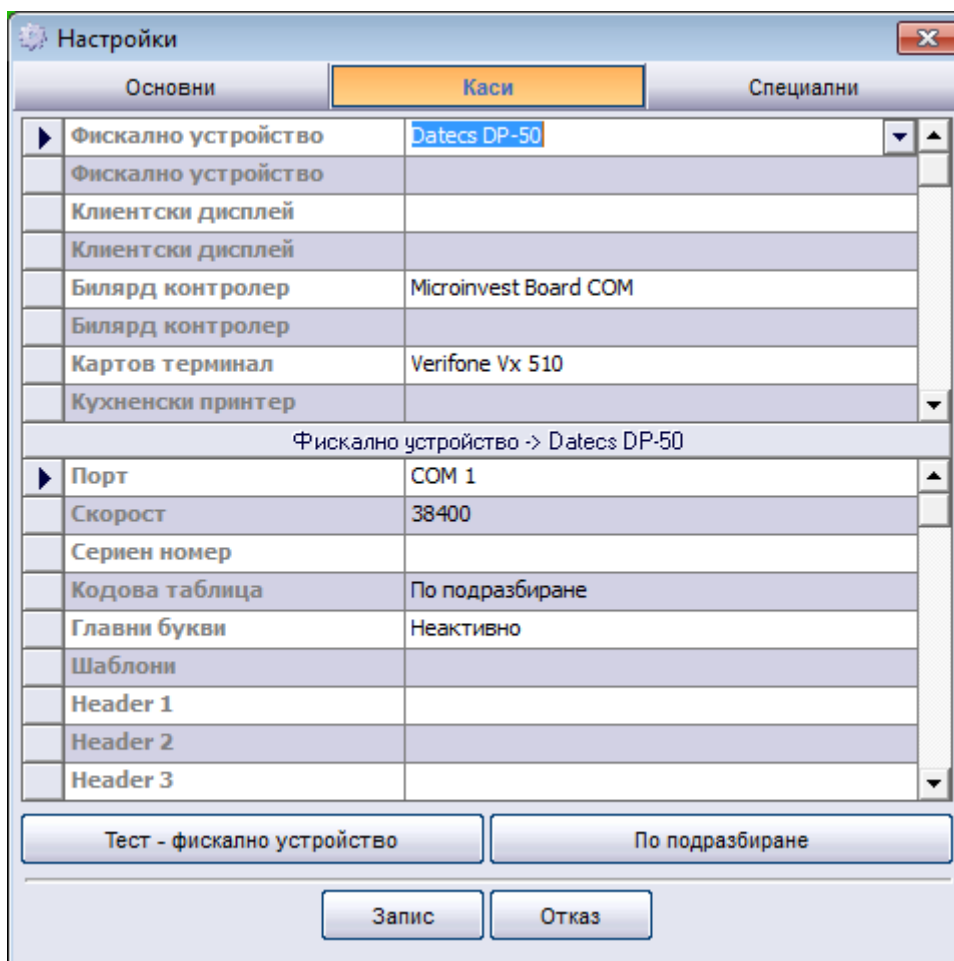 Настройки
Основни Каси Специални
Фискално устройство Datecs DP-50
Фискално устройство
Клиентски дисплей
Клиентски дисплей
Билярд контролер Microinvest Board COM
Билярд контролер
Картов терминал Verifone Vx 510
Кухненски принтер
Фискално устройство -> Datecs DP-50
Порт COM 1
Скорост 38400
Сериен номер
Кодова таблица По подразбиране
Главни букви Неактивно
Шаблони
Header 1
Header 2
Header 3
Тест - фискално устройство По подразбиране
Запис Отказ